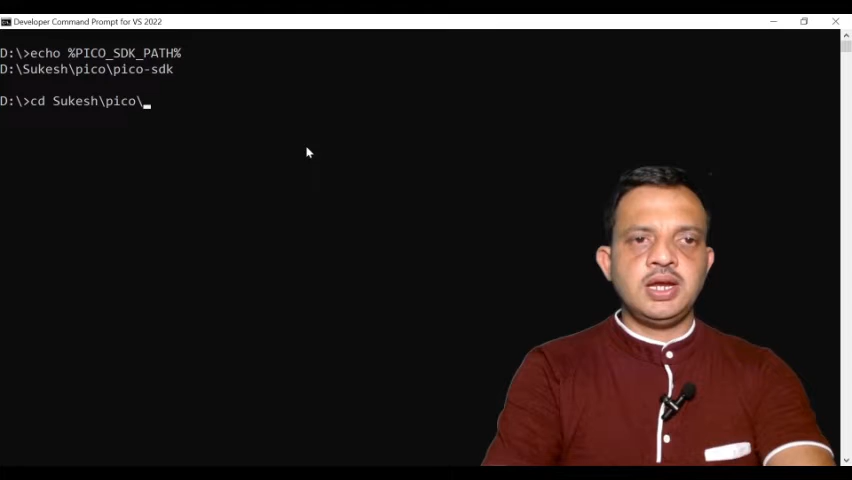 Developer Command Prompt for VS 2022
D:\>echo %PICO_SDK_PATH%
D:\Sukesh\pico\pico-sdk
D:\>cd Sukesh\pico\